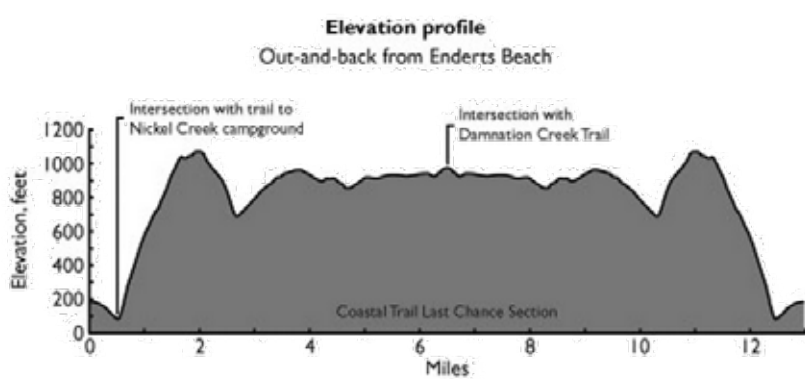 Elevation profile
Out-and-back from Enderts Beach
Intersection with trail to
Nickel Creek campground
Intersection with
Damnation Creek Trail
1200
1000
800
600
400
200
0
Elevation, feet
Coastal Trail Last Chance Section
0 2 4 6 8 10 12
Miles